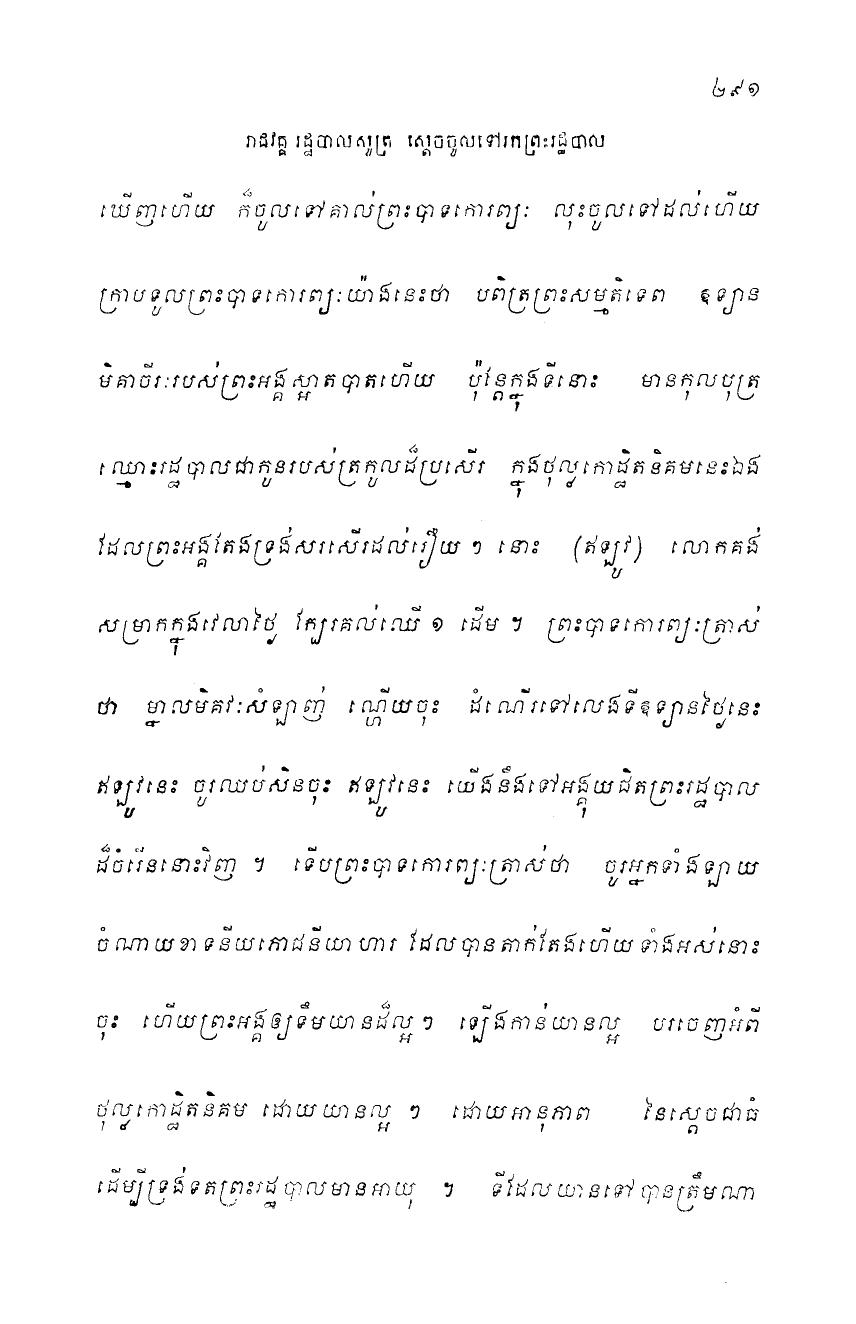 ២៩១
រាជវគ្គ រដ្ឋបាលសូត្រ ស្តេចចូលទៅរកព្រះរដ្ឋបាល
ឃើញហើយ ក៏ចូលទៅគាល់ព្រះបាទកោរព្យៈ លុះចូលទៅដល់ហើយ
ក្រាបទូលព្រះបាទកោរព្យៈយ៉ាងនេះថា បពិត្រព្រះសម្មតិទេព ឧទ្យាន
មិគាចីរៈរបស់ព្រះអង្គស្អាតបាតហើយ ប៉ុន្តែក្នុងទីនោះ មានកុលបុត្រ
ឈ្មោះរដ្ឋបាលជាកូនរបស់ត្រកូលដ៏ប្រសើរ ក្នុងថុល្លកោដ្ឋិតនិគមនេះឯង
ដែលព្រះអង្គតែងទ្រង់សរសើរដល់រឿយ ៗ នោះ (ឥឡូវ) លោកគង់
សម្រាកក្នុងវេលាថ្ងៃ ក្បែរគល់ឈើ ១ ដើម ។ ព្រះបាទកោរព្យៈត្រាស់
ថា ម្នាលមិគវៈសំឡាញ់ ណ្ហើយចុះ ដំណើរទៅលេងទីឧទ្យានថ្ងៃនេះ
ឥឡូវនេះ ចូរឈប់សិនចុះ ឥឡូវនេះ យើងនឹងទៅអង្គុយជិតព្រះរដ្ឋបាល
ដ៏ចំរើននោះវិញ ។ ទើបព្រះបាទកោរព្យៈត្រាស់ថា ចូរអ្នកទាំងឡាយ
ចំណាយខាទនីយភោជនីយាហារ ដែលបានតាក់តែងហើយ ទាំងអស់នោះ
ចុះ ហើយព្រះអង្គឲ្យទឹមយានដ៏ល្អ ៗ ឡើងកាន់យានល្អ បរចេញអំពី
ថុល្លកោដ្ឋិតនិគម ដោយយានល្អ ៗ ដោយអានុភាព នៃស្តេចជាធំ
ដើម្បីទ្រង់ទតព្រះរដ្ឋបាលមានអាយុ ។ ទីដែលយានទៅបានត្រឹមណា